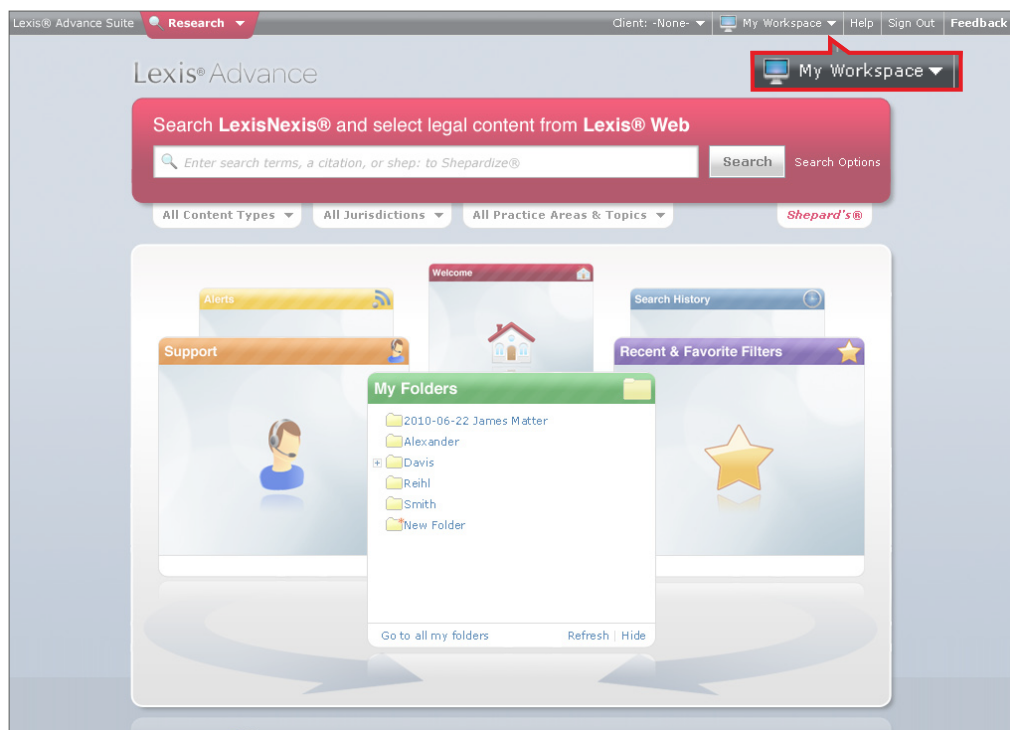 Lexis® Advance Suite Research Client: -None- My Workspace Help Sign Out Feedback
Lexis® Advance
My Workspace
Search LexisNexis® and select legal content from Lexis® Web
Enter search terms, a citation, or shep: to Shepardize®
Search Search Options
All Content Types All Jurisdictions All Practice Areas & Topics Shepard's®
Welcome
Alerts
Search History
Support
Recent & Favorite Filters
My Folders
2010-06-22 James Matter
Alexander
Davis
Reihl
Smith
New Folder
Go to all my folders Refresh | Hide